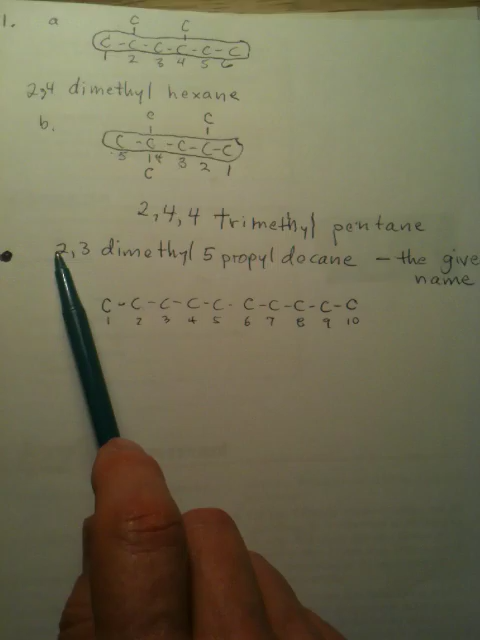 1. a
C C
C - C - C - C - C - C
1 2 3 4 5 6
2,4 dimethyl hexane
b.
C C
C - C - C - C - C
5 4 3 2 1
C
2,4,4 trimethyl pentane
2,3 dimethyl 5 propyl docane - the given
name
C - C - C - C - C - C - C - C - C - C
1 2 3 4 5 6 7 8 9 10